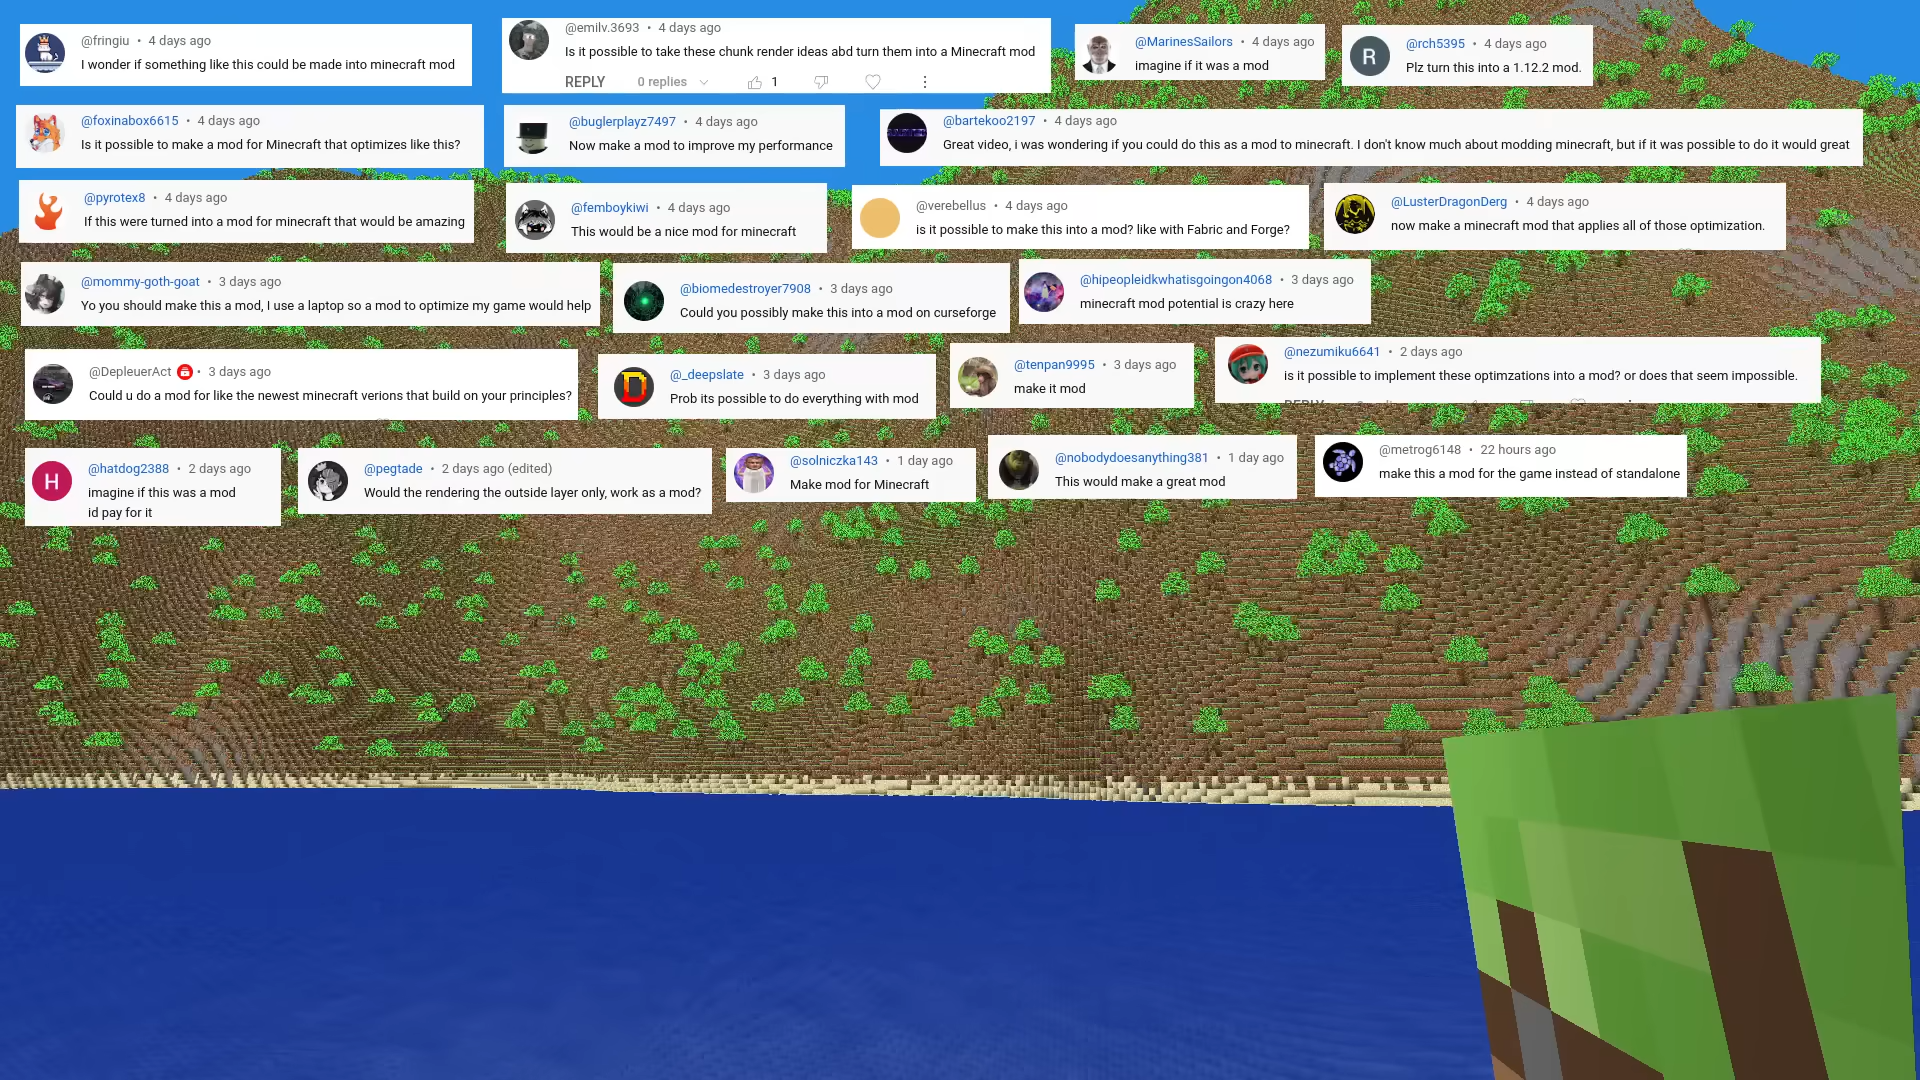 @fringiu • 4 days ago
I wonder if something like this could be made into minecraft mod
@emilv.3693 • 4 days ago
Is it possible to take these chunk render ideas abd turn them into a Minecraft mod
REPLY 0 replies 1
@MarinesSailors • 4 days ago
imagine if it was a mod
R
@rch5395 • 4 days ago
Plz turn this into a 1.12.2 mod.
@foxinabox6615 • 4 days ago
Is it possible to make a mod for Minecraft that optimizes like this?
@buglerplayz7497 • 4 days ago
Now make a mod to improve my performance
@bartekoo2197 • 4 days ago
Great video, i was wondering if you could do this as a mod to minecraft. I don't know much about modding minecraft, but if it was possible to do it would great
@pyrotex8 • 4 days ago
If this were turned into a mod for minecraft that would be amazing
@femboykiwi • 4 days ago
This would be a nice mod for minecraft
@verebellus • 4 days ago
is it possible to make this into a mod? like with Fabric and Forge?
@LusterDragonDerg • 4 days ago
now make a minecraft mod that applies all of those optimization.
@mommy-goth-goat • 3 days ago
Yo you should make this a mod, I use a laptop so a mod to optimize my game would help
@biomedestroyer7908 • 3 days ago
Could you possibly make this into a mod on curseforge
@hipeopleidkwhatisgoingon4068 • 3 days ago
minecraft mod potential is crazy here
@DepleuerAct • 3 days ago
Could u do a mod for like the newest minecraft verions that build on your principles?
D
@_deepslate • 3 days ago
Prob its possible to do everything with mod
@tenpan9995 • 3 days ago
make it mod
@nezumiku6641 • 2 days ago
is it possible to implement these optimzations into a mod? or does that seem impossible.
H
@hatdog2388 • 2 days ago
imagine if this was a mod
id pay for it
@pegtade • 2 days ago (edited)
Would the rendering the outside layer only, work as a mod?
@solniczka143 • 1 day ago
Make mod for Minecraft
@nobodydoesanything381 • 1 day ago
This would make a great mod
@metrog6148 • 22 hours ago
make this a mod for the game instead of standalone